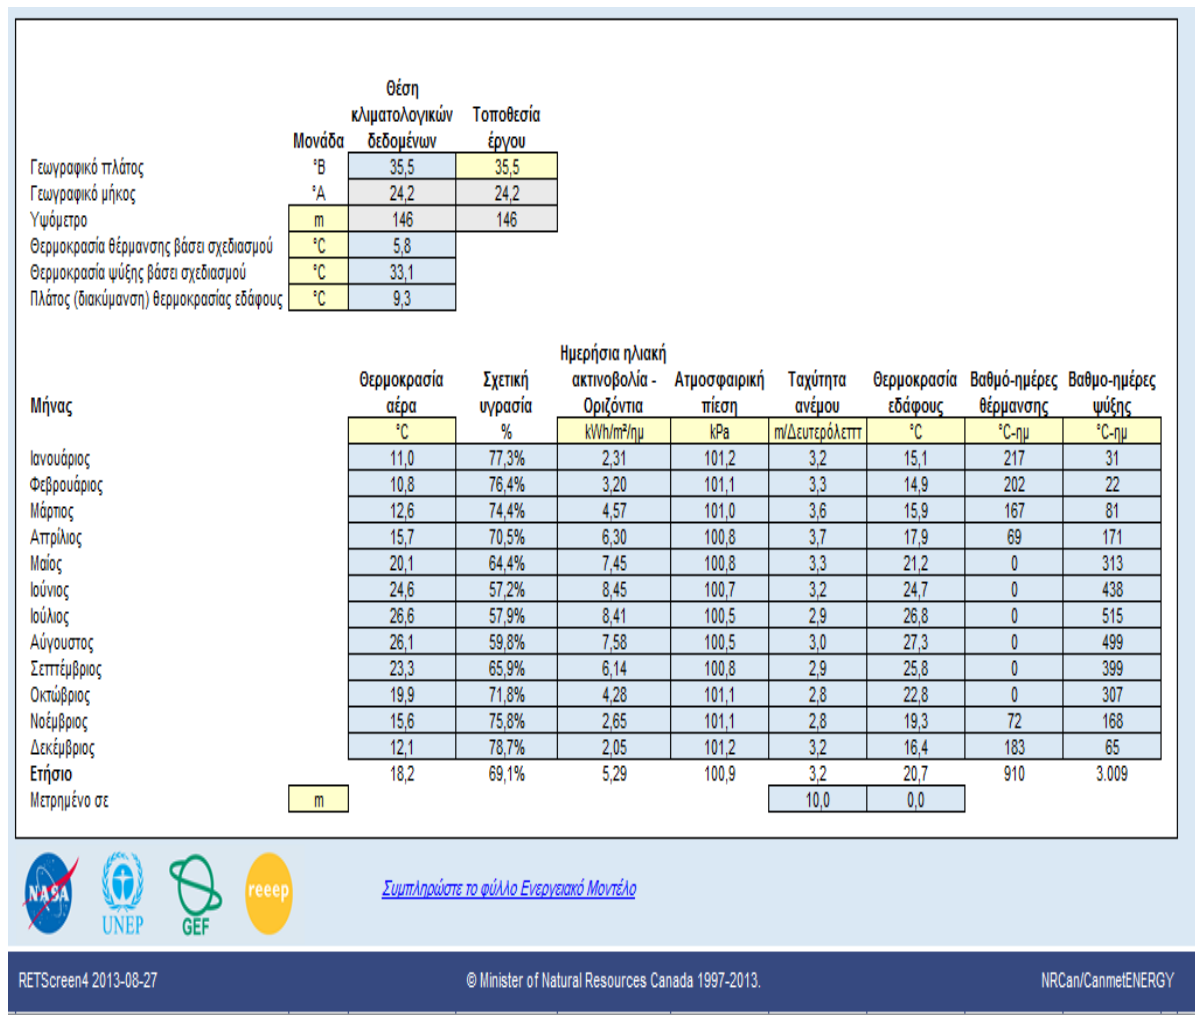 Θέση
κλιματολογικών Τοποθεσία
Μονάδα δεδομένων έργου
Γεωγραφικό πλάτος °Β 35,5 35,5
Γεωγραφικό μήκος °Α 24,2 24,2
Υψόμετρο m 146 146
Θερμοκρασία θέρμανσης βάσει σχεδιασμού °C 5,8
Θερμοκρασία ψύξης βάσει σχεδιασμού °C 33,1
Πλάτος (διακύμανση) θερμοκρασίας εδάφους °C 9,3
Ημερήσια ηλιακή
Θερμοκρασία Σχετική ακτινοβολία - Ατμοσφαιρική Ταχύτητα Θερμοκρασία Βαθμό-ημέρες Βαθμο-ημέρες
Μήνας αέρα υγρασία Οριζόντια πίεση ανέμου εδάφους θέρμανσης ψύξης
°C % kWh/m²/ημ kPa m/Δευτερόλεπτ °C °C-ημ °C-ημ
Ιανουάριος 11,0 77,3% 2,31 101,2 3,2 15,1 217 31
Φεβρουάριος 10,8 76,4% 3,20 101,1 3,3 14,9 202 22
Μάρτιος 12,6 74,4% 4,57 101,0 3,6 15,9 167 81
Απρίλιος 15,7 70,5% 6,30 100,8 3,7 17,9 69 171
Μαίος 20,1 64,4% 7,45 100,8 3,3 21,2 0 313
Ιούνιος 24,6 57,2% 8,45 100,7 3,2 24,7 0 438
Ιούλιος 26,6 57,9% 8,41 100,5 2,9 26,8 0 515
Αύγουστος 26,1 59,8% 7,58 100,5 3,0 27,3 0 499
Σεπτέμβριος 23,3 65,9% 6,14 100,8 2,9 25,8 0 399
Οκτώβριος 19,9 71,8% 4,28 101,1 2,8 22,8 0 307
Νοέμβριος 15,6 75,8% 2,65 101,1 2,8 19,3 72 168
Δεκέμβριος 12,1 78,7% 2,05 101,2 3,2 16,4 183 65
Ετήσιο 18,2 69,1% 5,29 100,9 3,2 20,7 910 3.009
Μετρημένο σε m 10,0 0,0
NASA UNEP GEF reeep
Συμπληρώστε το φύλλο Ενεργειακό Μοντέλο
RETScreen4 2013-08-27 © Minister of Natural Resources Canada 1997-2013. NRCan/CanmetENERGY